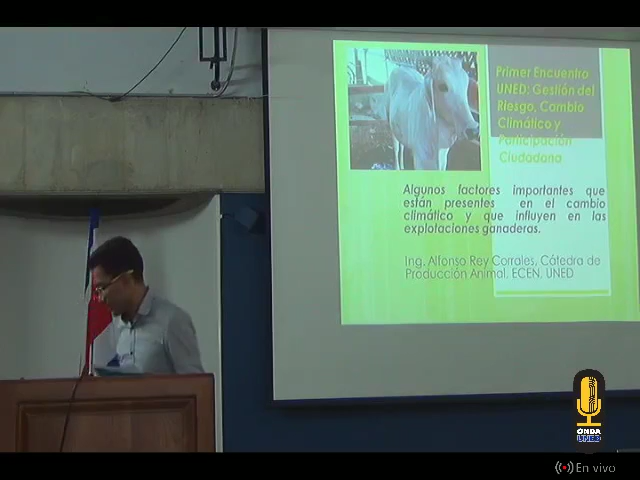 Primer Encuentro
UNED: Gestión del
Riesgo, Cambio
Climático y
Participación
Ciudadana
Algunos factores importantes que
están presentes en el cambio
climático y que influyen en las
explotaciones ganaderas.
Ing. Alfonso Rey Corrales, Cátedra de
Producción Animal, ECEN, UNED
ONDA
UNED
En vivo